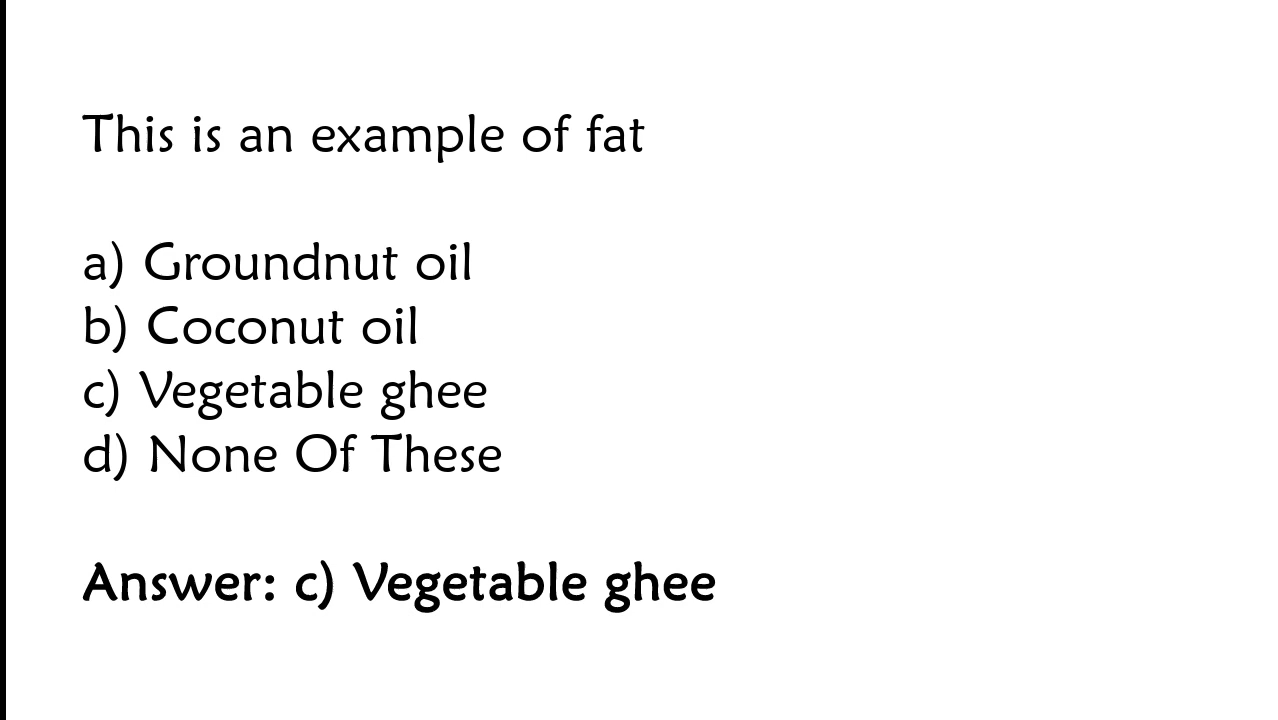 This is an example of fat
a) Groundnut oil
b) Coconut oil
c) Vegetable ghee
d) None Of These
Answer: c) Vegetable ghee